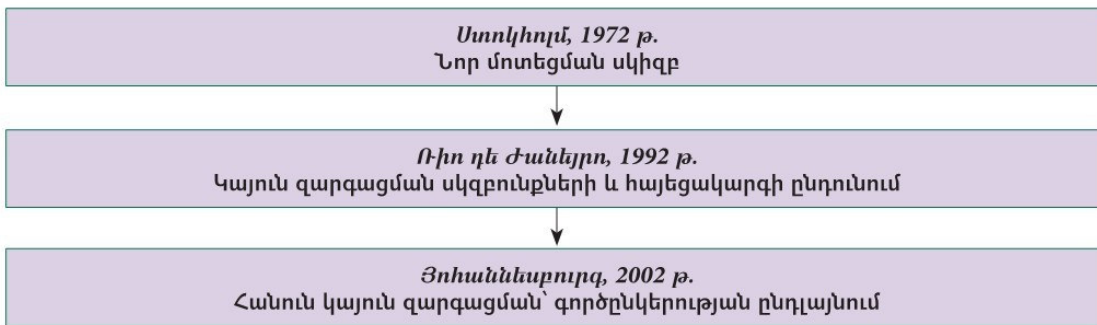 Ստոկհոլմ, 1972 թ.
Նոր մոտեցման սկիզբ
Ռիո դե Ժանեյրո, 1992 թ.
Կայուն զարգացման սկզբունքների և հայեցակարգի ընդունում
Յոհաննեսբուրգ, 2002 թ.
Հանուն կայուն զարգացման՝ գործընկերության ընդլայնում